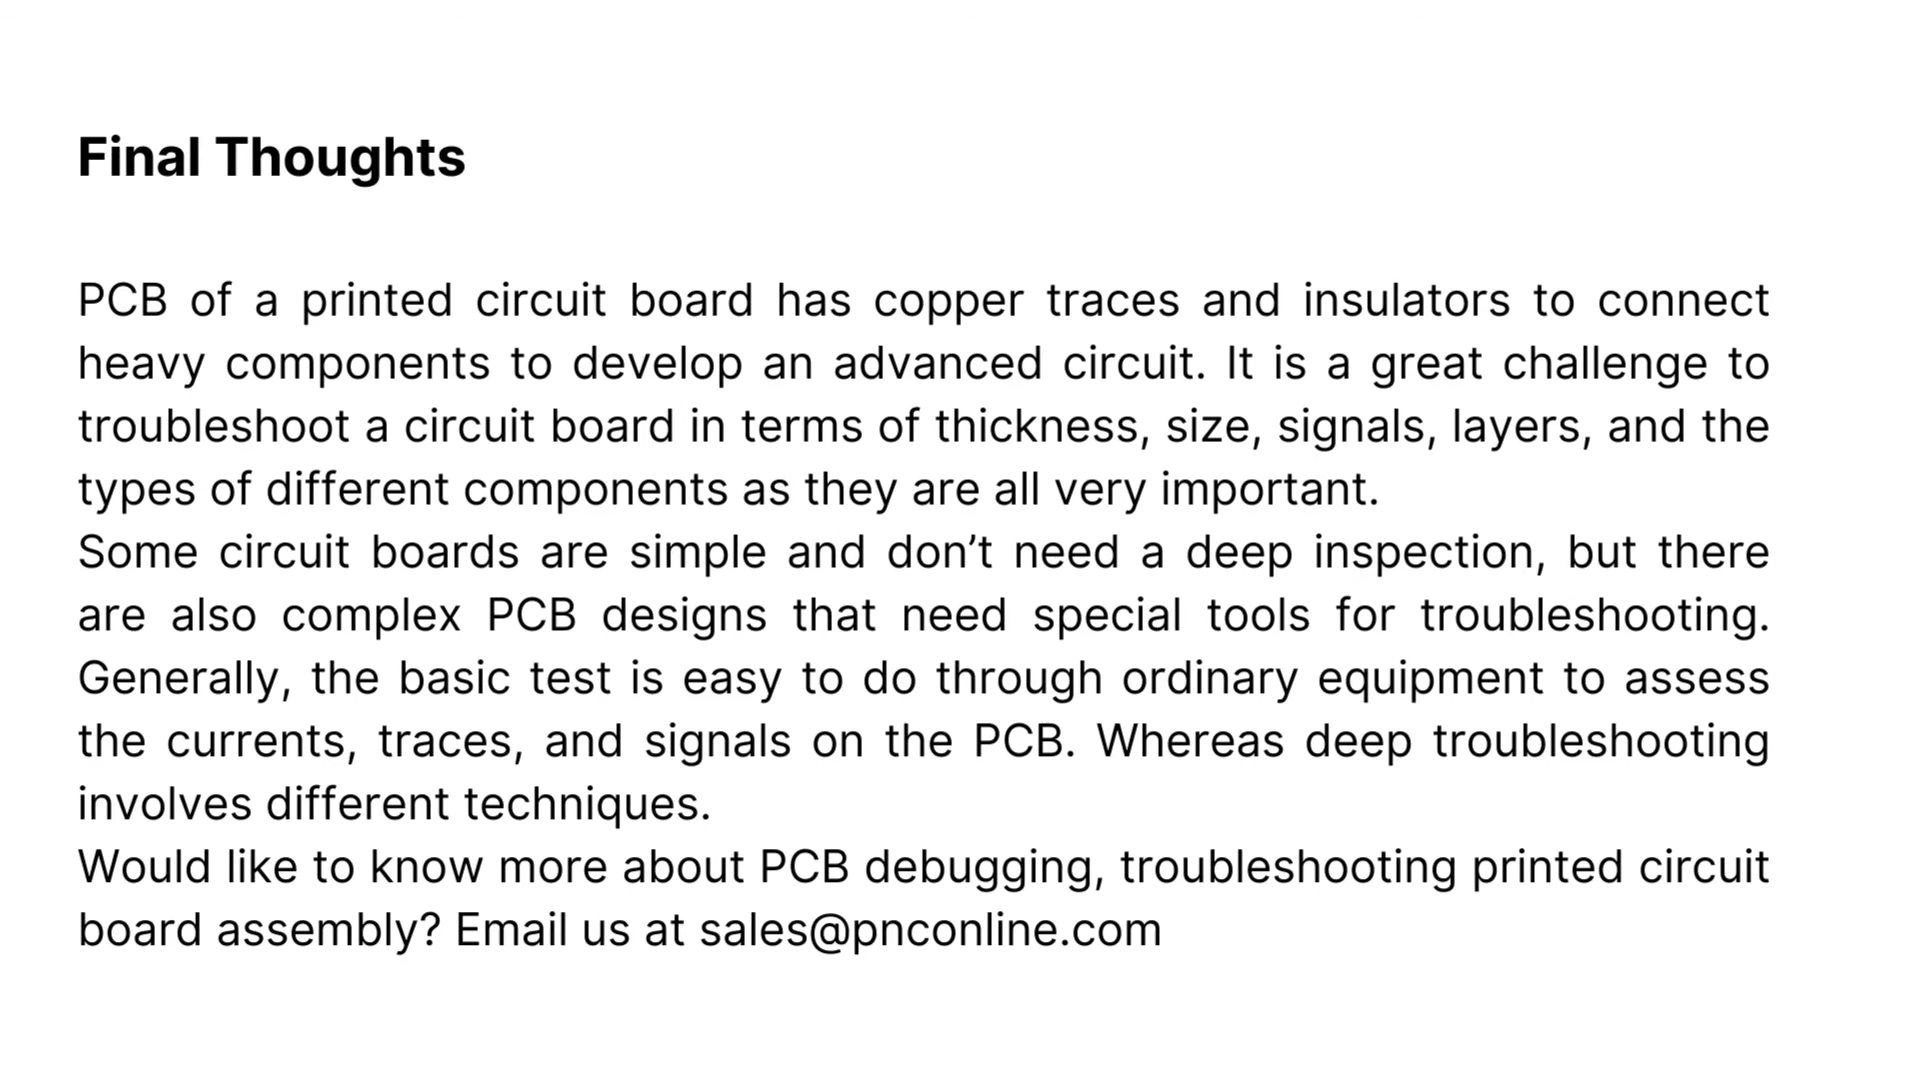 Final Thoughts
PCB of a printed circuit board has copper traces and insulators to connect
heavy components to develop an advanced circuit. It is a great challenge to
troubleshoot a circuit board in terms of thickness, size, signals, layers, and the
types of different components as they are all very important.
Some circuit boards are simple and don’t need a deep inspection, but there
are also complex PCB designs that need special tools for troubleshooting.
Generally, the basic test is easy to do through ordinary equipment to assess
the currents, traces, and signals on the PCB. Whereas deep troubleshooting
involves different techniques.
Would like to know more about PCB debugging, troubleshooting printed circuit
board assembly? Email us at sales@pnconline.com